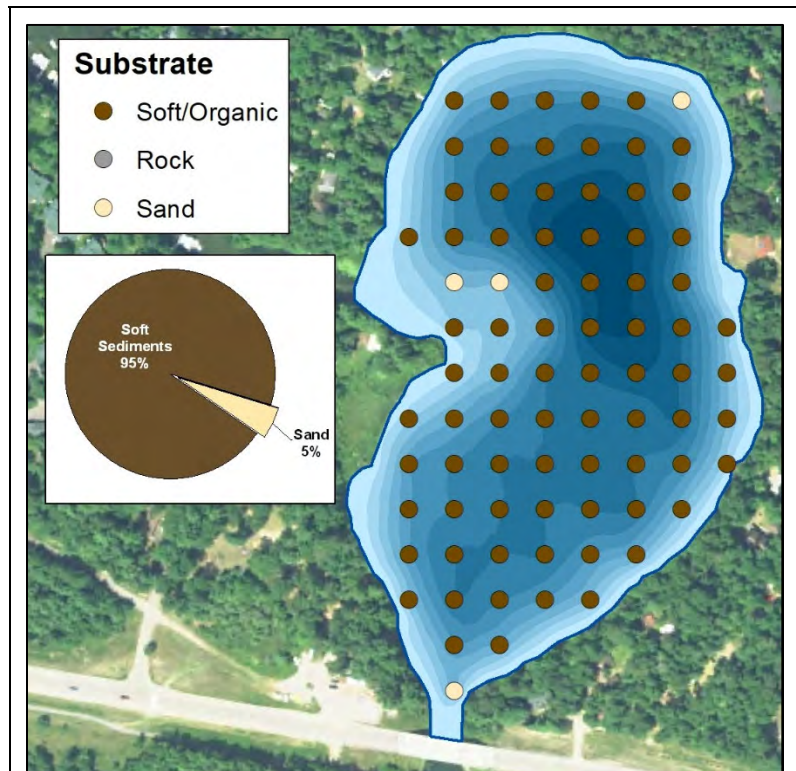 Substrate
Soft/Organic
Rock
Sand
Soft
Sediments
95%
Sand
5%